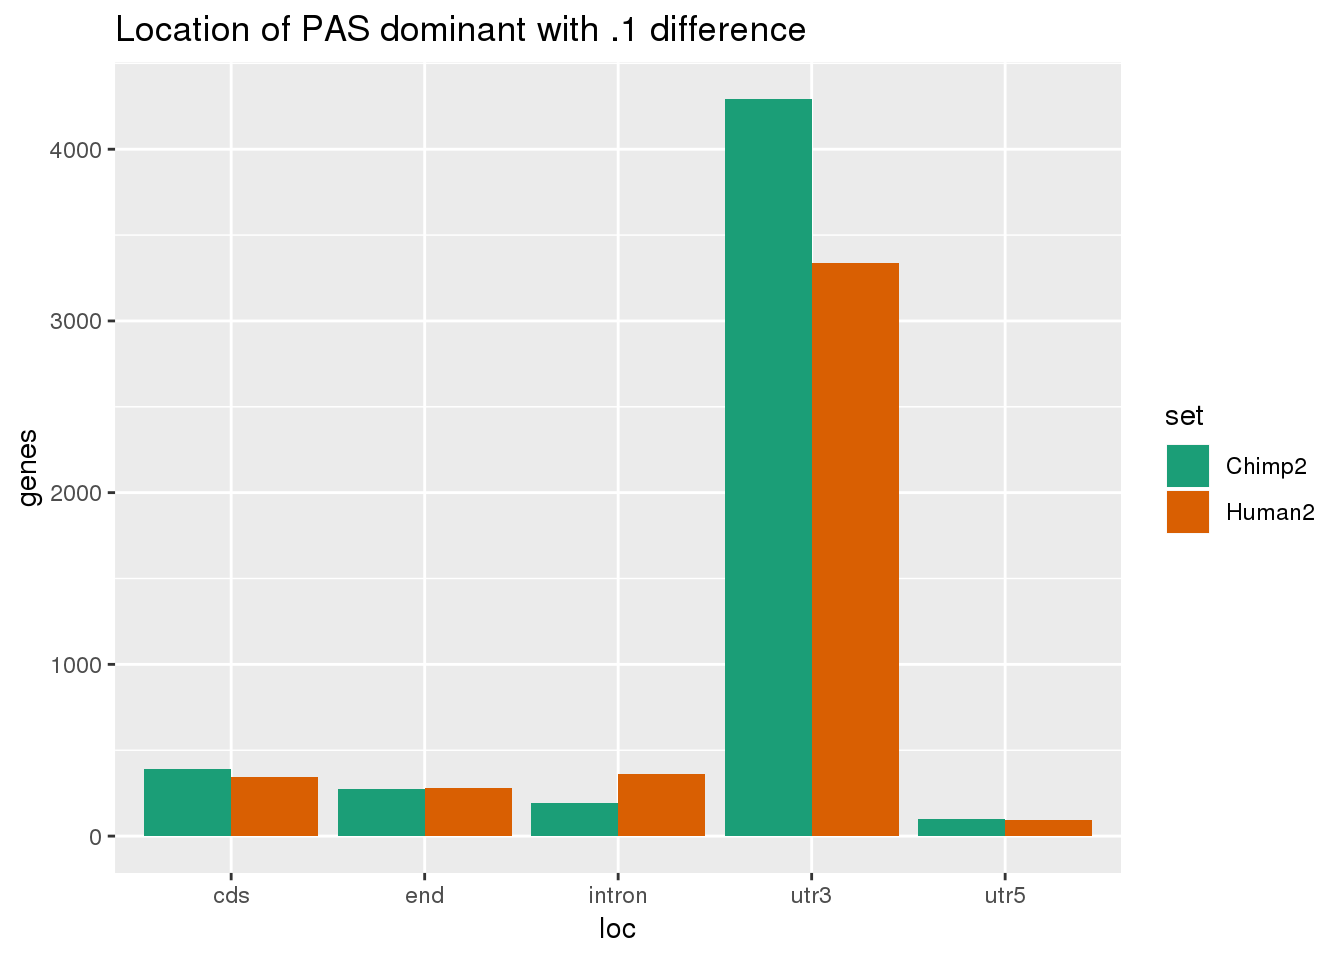 Location of PAS dominant with .1 difference
genes
4000
3000
2000
1000
0
cds end intron utr3 utr5
loc
set
Chimp2
Human2